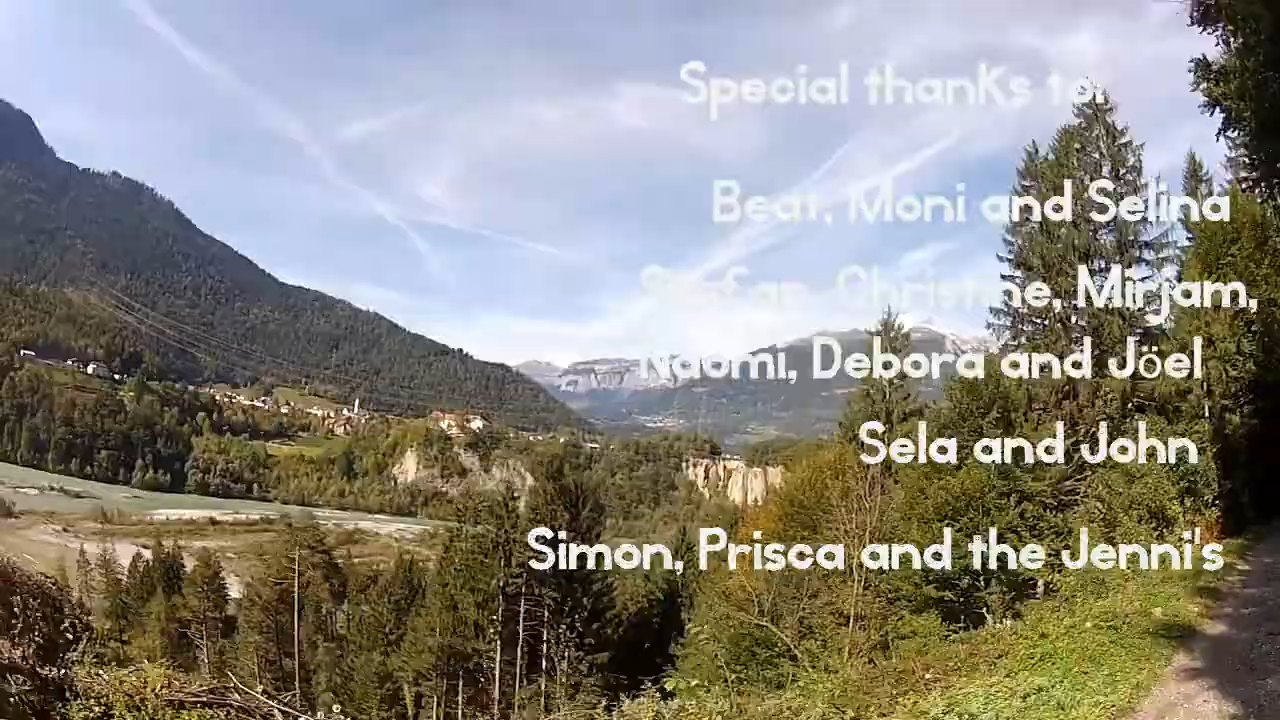 Special thanKs to:
Beat, Moni and Selina
Stefan, Christine, Mirjam,
Naomi, Debora and Jöel
Sela and John
Simon, Prisca and the Jenni's